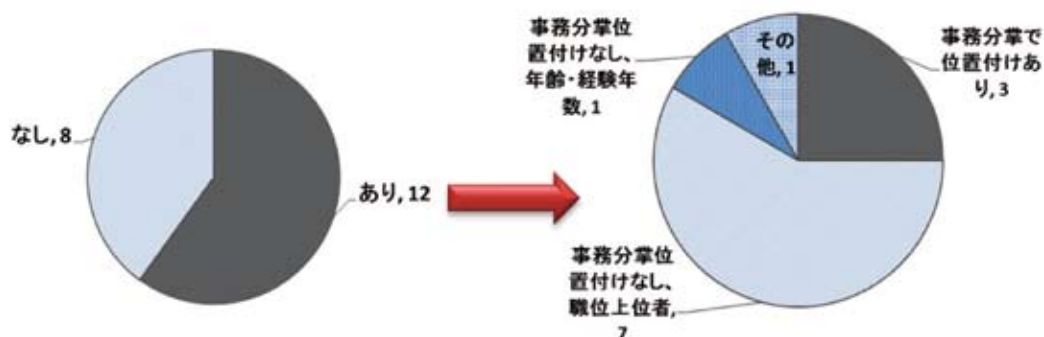 なし, 8
あり, 12
事務分掌位
置付けなし、
年齢・経験年
数, 1
その
他, 1
事務分掌で
位置付けあ
り, 3
事務分掌位
置付けなし、
職位上位者,
7